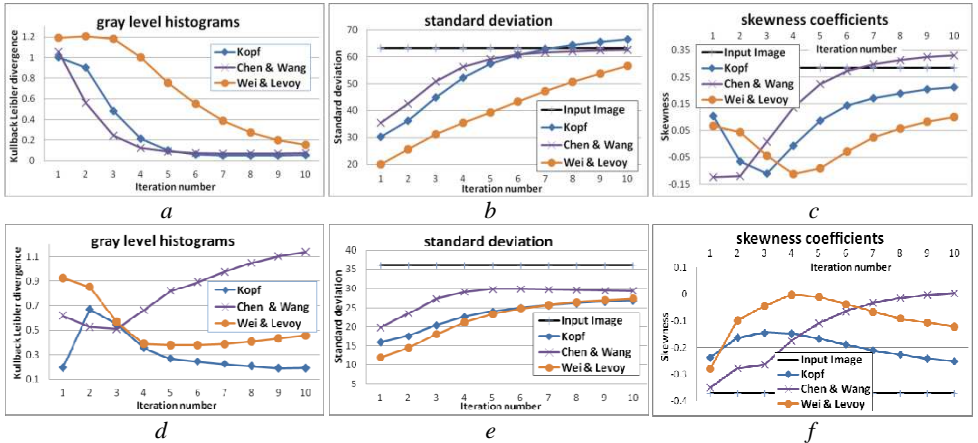 gray level histograms
Kullback Leibler divergence
1.2
1
0.8
0.6
0.4
0.2
0
1 2 3 4 5 6 7 8 9 10
Iteration number
Kopf
Chen & Wang
Wei & Levoy
a
standard deviation
Standard deviation
70
60
50
40
30
20
1 2 3 4 5 6 7 8 9 10
Iteration number
Input Image
Kopf
Chen & Wang
Wei & Levoy
b
skewness coefficients
1 2 3 4 5 6 7 8 9 10
Iteration number
Skewness
0.35
0.25
0.15
0.05
-0.05
-0.15
Input Image
Kopf
Chen & Wang
Wei & Levoy
c
gray level histograms
Kullback Leibler divergence
1.1
0.9
0.7
0.5
0.3
0.1
1 2 3 4 5 6 7 8 9 10
Iteration number
Kopf
Chen & Wang
Wei & Levoy
d
standard deviation
Standard deviation
40
35
30
25
20
15
10
5
1 2 3 4 5 6 7 8 9 10
Iteration number
Input Image
Kopf
Chen & Wang
Wei & Levoy
e
skewness coefficients
Iteration number
1 2 3 4 5 6 7 8 9 10
Skewness
0.1
0
-0.1
-0.2
-0.3
-0.4
Input Image
Kopf
Chen & Wang
Wei & Levoy
f